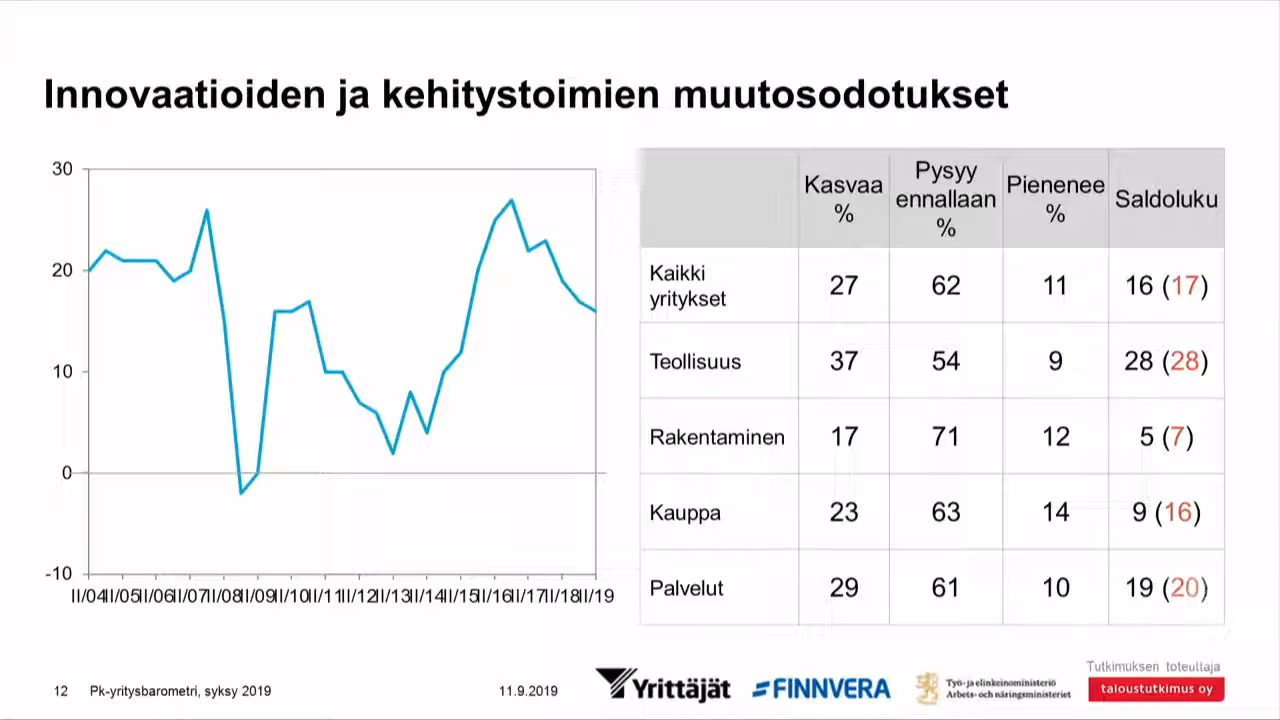 Innovaatioiden ja kehitystoimien muutosodotukset
30
20
10
0
-10
II/04 II/05 II/06 II/07 II/08 II/09 II/10 II/11 II/12 II/13 II/14 II/15 II/16 II/17 II/18 II/19
Kasvaa % Pysyy ennallaan % Pienenee % Saldoluku
Kaikki yritykset 27 62 11 16 (17)
Teollisuus 37 54 9 28 (28)
Rakentaminen 17 71 12 5 (7)
Kauppa 23 63 14 9 (16)
Palvelut 29 61 10 19 (20)
12 Pk-yritysbarometri, syksy 2019 11.9.2019
Yrittäjät
FINNVERA
Työ- ja elinkeinoministeriö
Arbets- och näringsministeriet
Tutkimuksen toteuttaja
taloustutkimus oy